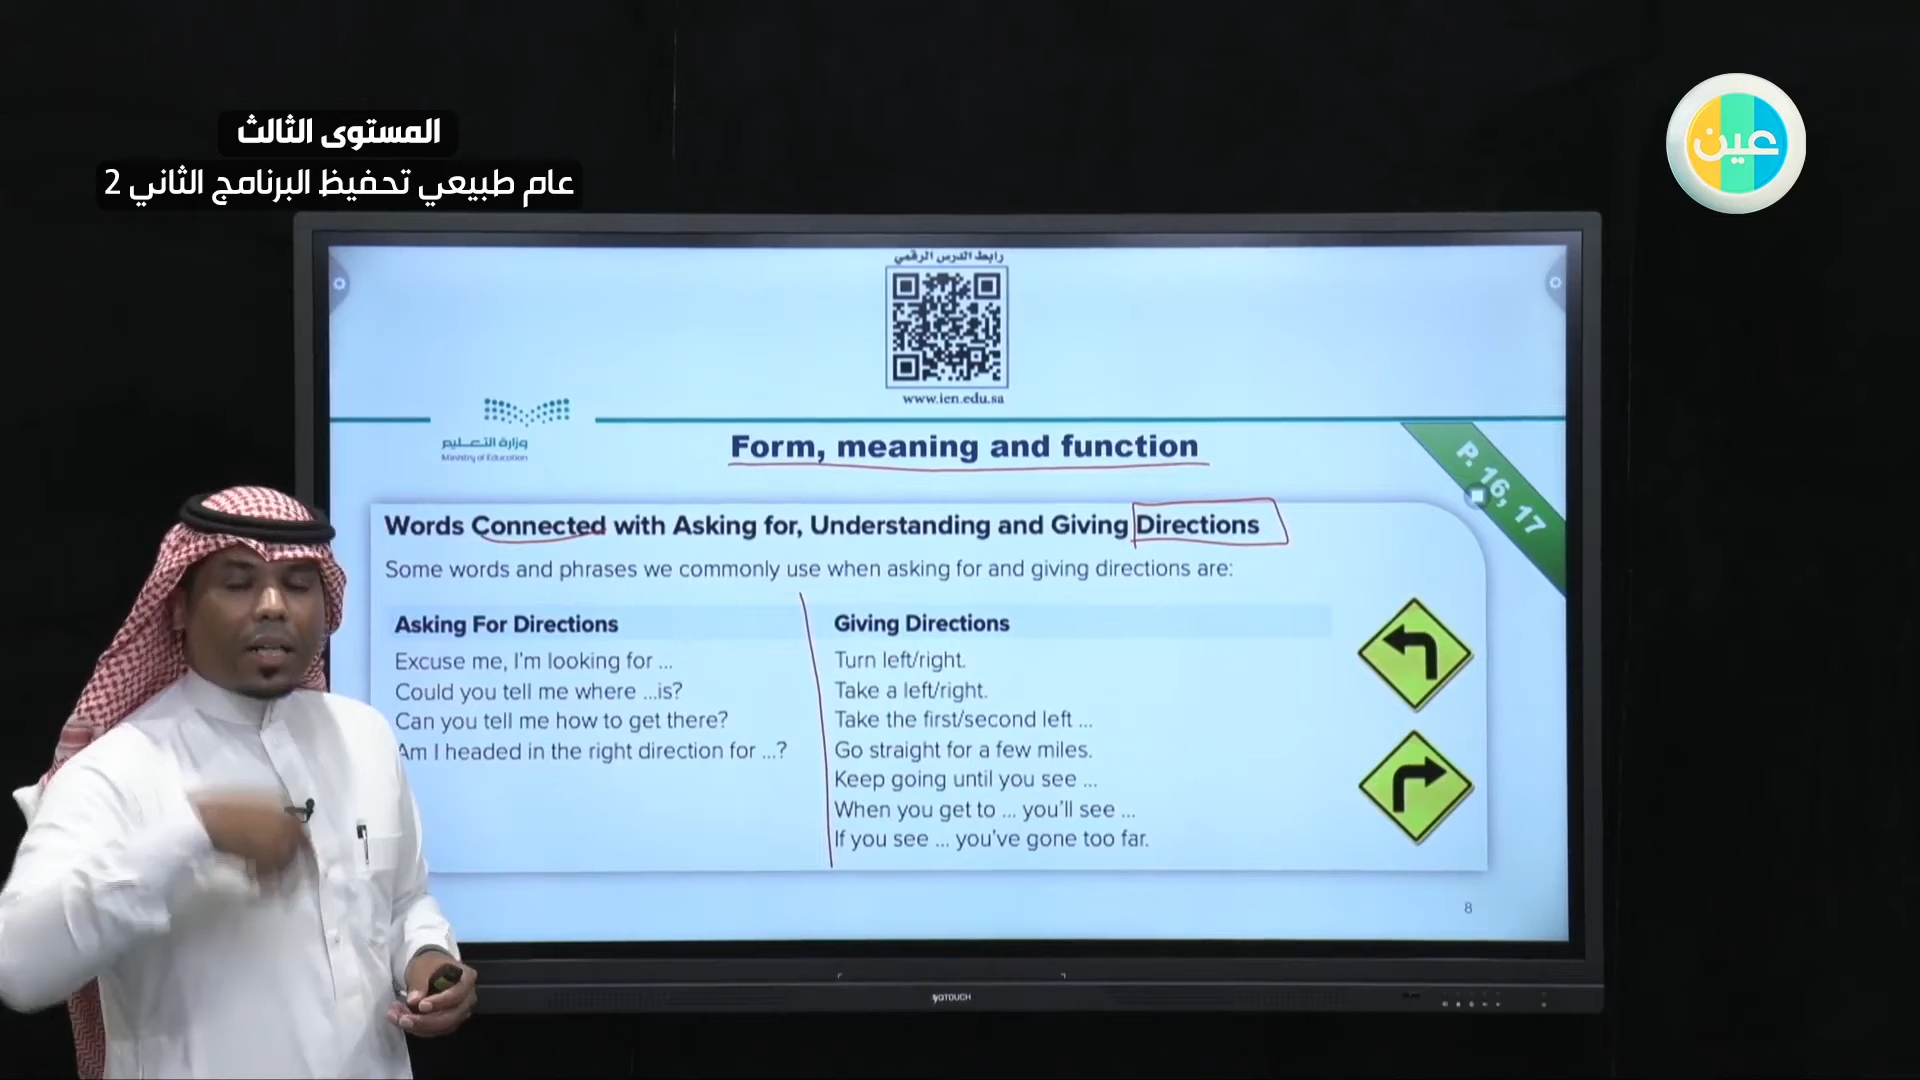 المستوى الثالث
عام طبيعي تحفيظ البرنامج الثاني 2
عين
رابط الدرس الرقمي
www.ien.edu.sa
وزارة التعليم
Ministry of Education
Form, meaning and function
P. 16, 17
Words Connected with Asking for, Understanding and Giving Directions
Some words and phrases we commonly use when asking for and giving directions are:
Asking For Directions
Excuse me, I'm looking for ...
Could you tell me where ...is?
Can you tell me how to get there?
Am I headed in the right direction for ...?
Giving Directions
Turn left/right.
Take a left/right.
Take the first/second left ...
Go straight for a few miles.
Keep going until you see ...
When you get to ... you'll see ...
If you see ... you've gone too far.
8